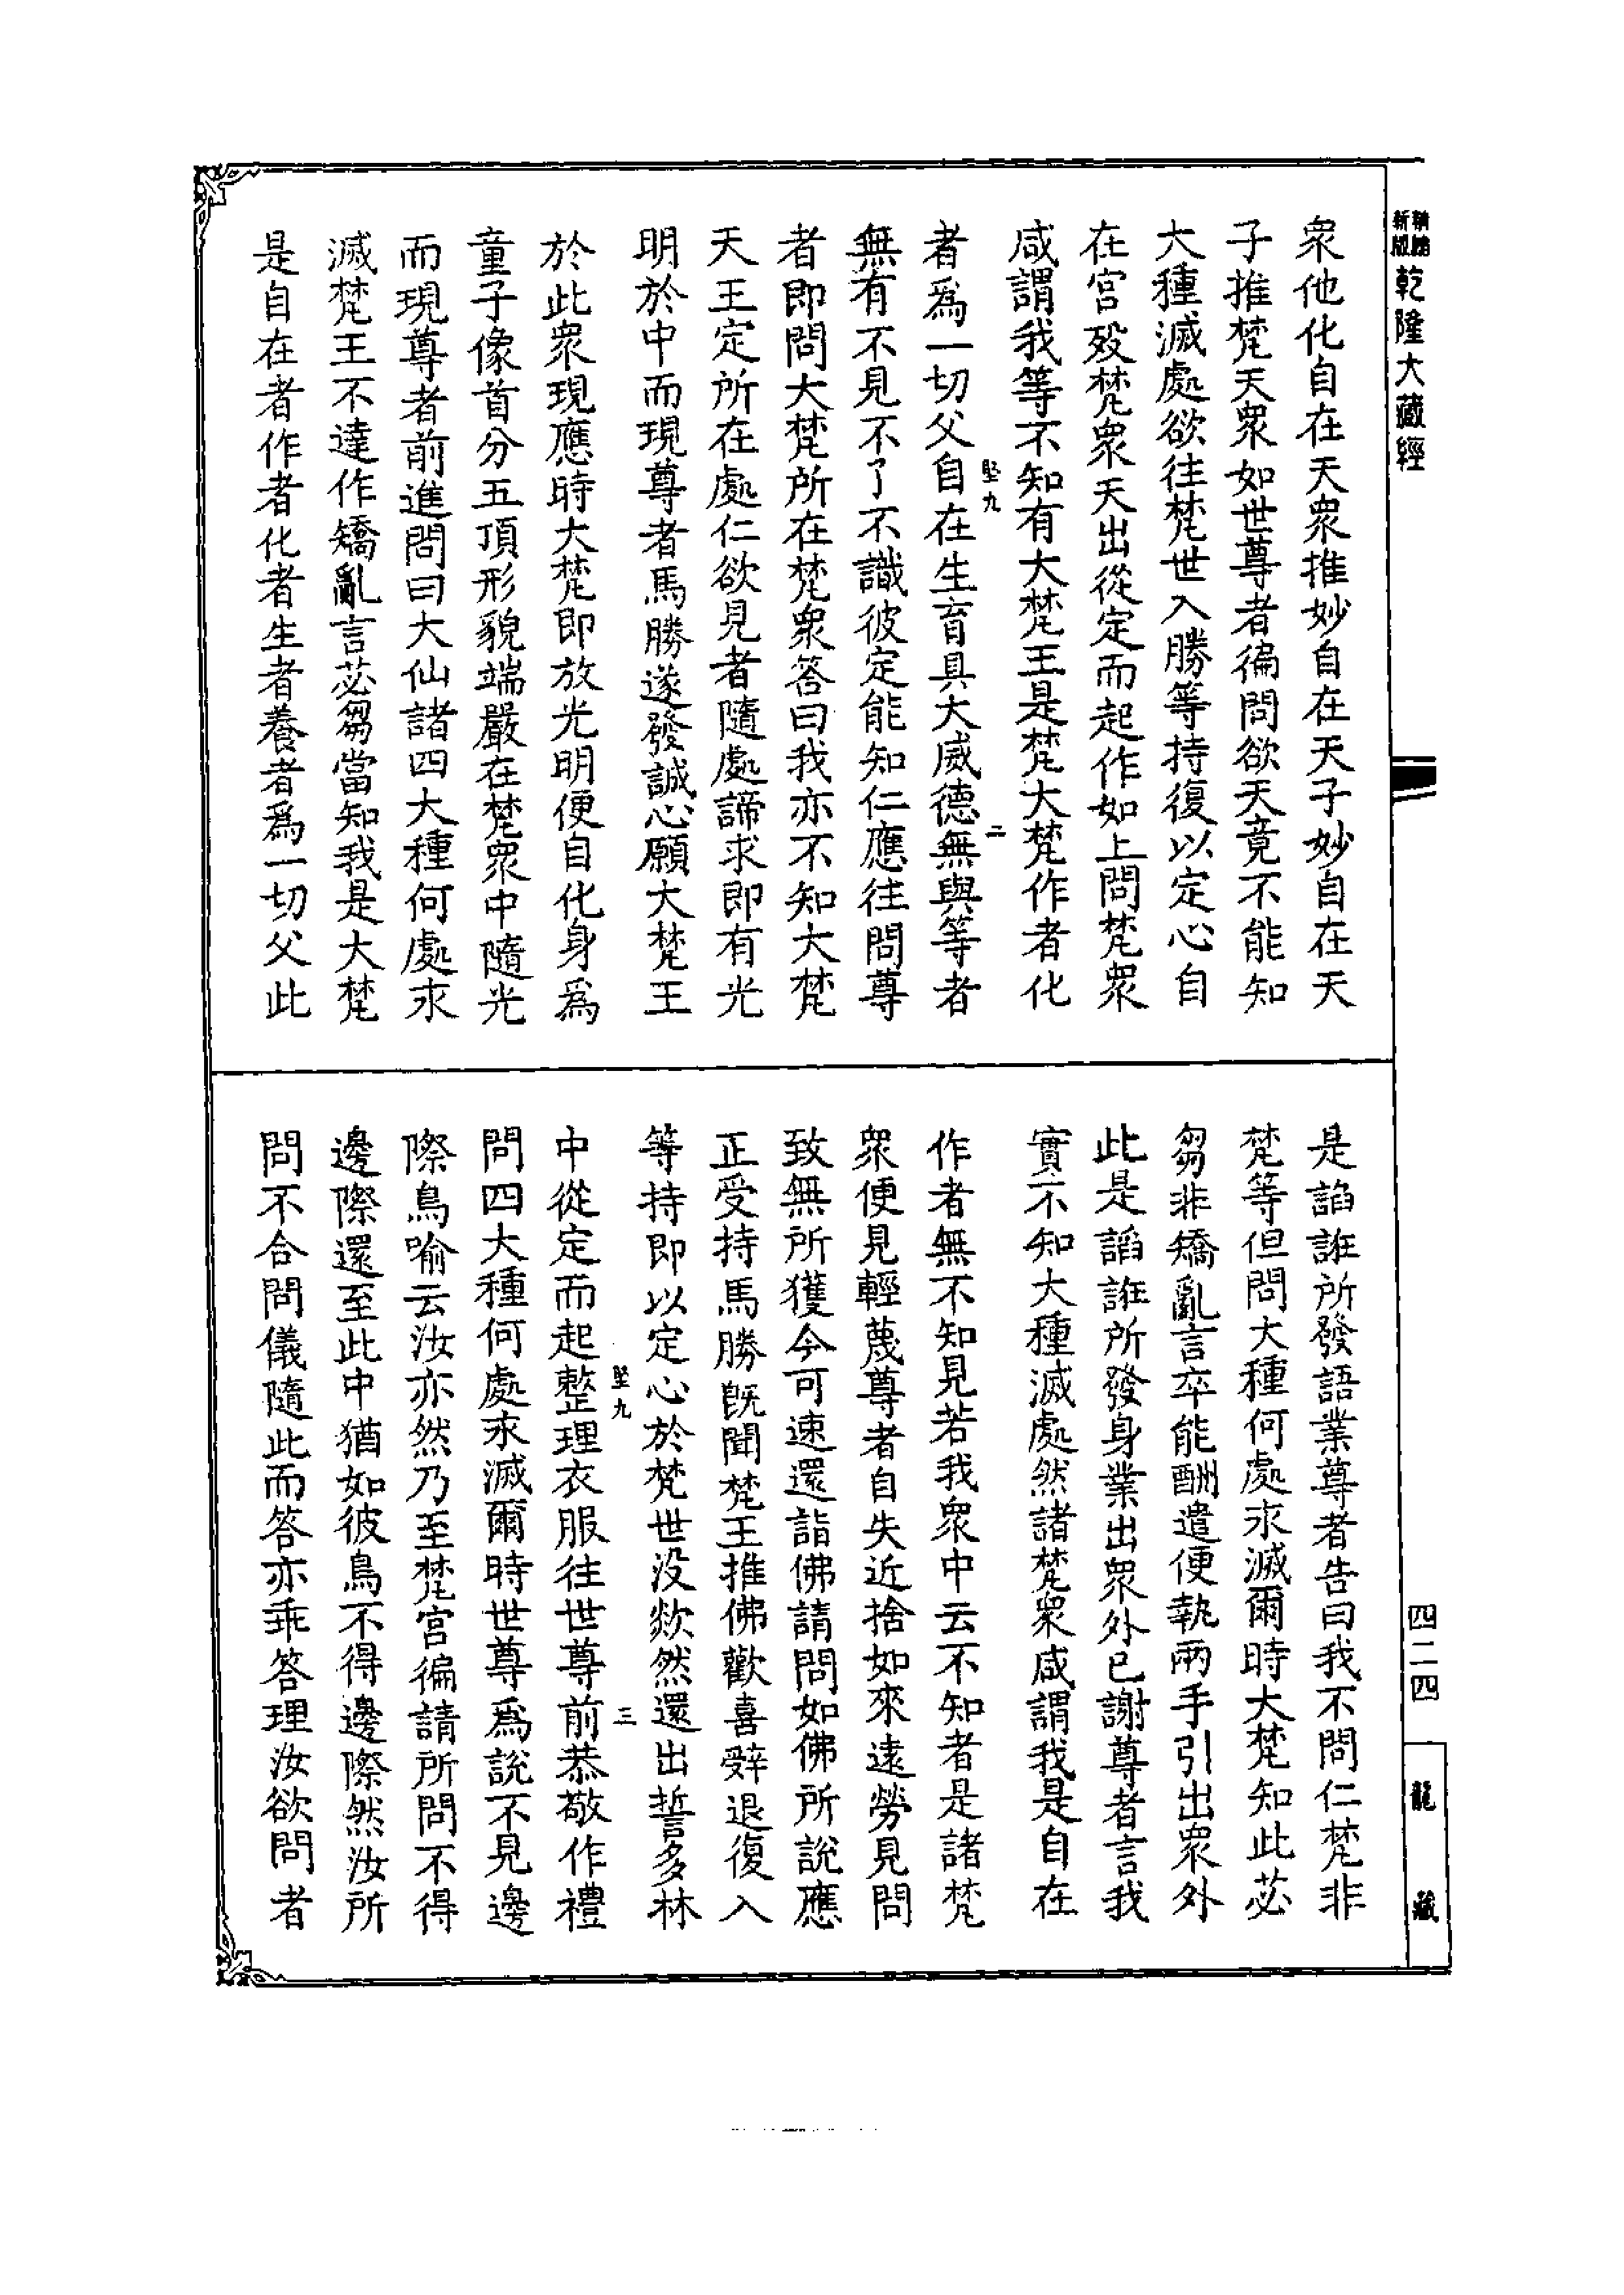 新編縮版 乾隆大藏經
眾他化自在天眾推妙自在天子妙自在天
子推梵天眾如世尊者徧問欲天竟不能知
大種滅處欲往梵世入勝等持復以定心自
在宮殁梵眾天出從定而起作如上問梵眾
咸謂我等不知有大梵王是梵大梵作者化
者爲一切父自在生育具大威德無與等者
堅九 二
無有不見不了不識彼定能知仁應往問尊
者即問大梵所在梵眾答曰我亦不知大梵
天王定所在處仁欲見者隨處諦求即有光
明於中而現尊者馬勝遂發誠心願大梵王
於此眾現應時大梵即放光明便自化身爲
童子像首分五頂形貌端嚴在梵眾中隨光
而現尊者前進問曰大仙諸四大種何處永
滅梵王不達作矯亂言苾芻當知我是大梵
是自在者作者化者生者養者爲一切父此
是諂誑所發語業尊者告曰我不問仁梵非
梵等但問大種何處永滅爾時大梵知此苾
芻非矯亂言卒能酬遣便執兩手引出眾外
此是諂誑所發身業出眾外已謝尊者言我
實不知大種滅處然諸梵眾咸謂我是自在
作者無不知見若我眾中云不知者是諸梵
眾便見輕蔑尊者自失近捨如來遠勞見問
致無所獲今可速還詣佛請問如佛所說應
正受持馬勝旣聞梵王推佛歡喜辭退復入
等持即以定心於梵世没欻然還出誓多林
中從定而起整理衣服往世尊前恭敬作禮
堅九 三
問四大種何處永滅爾時世尊爲說不見邊
際鳥喻云汝亦然乃至梵宮徧請所問不得
邊際還至此中猶如彼鳥不得邊際然汝所
問不合問儀隨此而答亦乖答理汝欲問者
四二四
龍藏